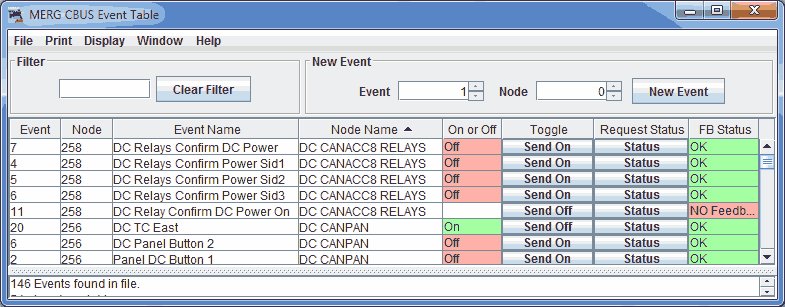 MERG CBUS Event Table
File Print Display Window Help
Filter New Event
Clear Filter Event 1 Node 0 New Event
Event Node Event Name Node Name On or Off Toggle Request Status FB Status
7 258 DC Relays Confirm DC Power DC CANACC8 RELAYS Off Send On Status OK
4 258 DC Relays Confirm Power Sid1 DC CANACC8 RELAYS Off Send On Status OK
5 258 DC Relays Confirm Power Sid2 DC CANACC8 RELAYS Off Send On Status OK
6 258 DC Relays Confirm Power Sid3 DC CANACC8 RELAYS Off Send On Status OK
11 258 DC Relay Confirm DC Power On DC CANACC8 RELAYS Send Off Status NO Feedb...
20 256 DC TC East DC CANPAN On Send Off Status OK
6 256 DC Panel Button 2 DC CANPAN Off Send On Status OK
2 256 Panel DC Button 1 DC CANPAN Off Send On Status OK
146 Events found in file.